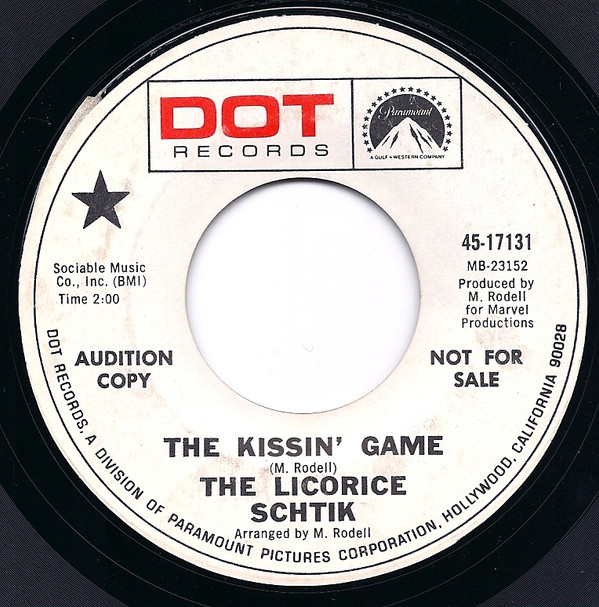 DOT
RECORDS
Paramount
A GULF + WESTERN COMPANY
45-17131
MB-23152
Sociable Music
Co., Inc. (BMI)
Time 2:00
Produced by
M. Rodell
for Marvel
Productions
AUDITION
COPY
NOT FOR
SALE
THE KISSIN' GAME
(M. Rodell)
THE LICORICE
SCHTIK
Arranged by M. Rodell
DOT RECORDS, A DIVISION OF PARAMOUNT PICTURES CORPORATION, HOLLYWOOD, CALIFORNIA 90028